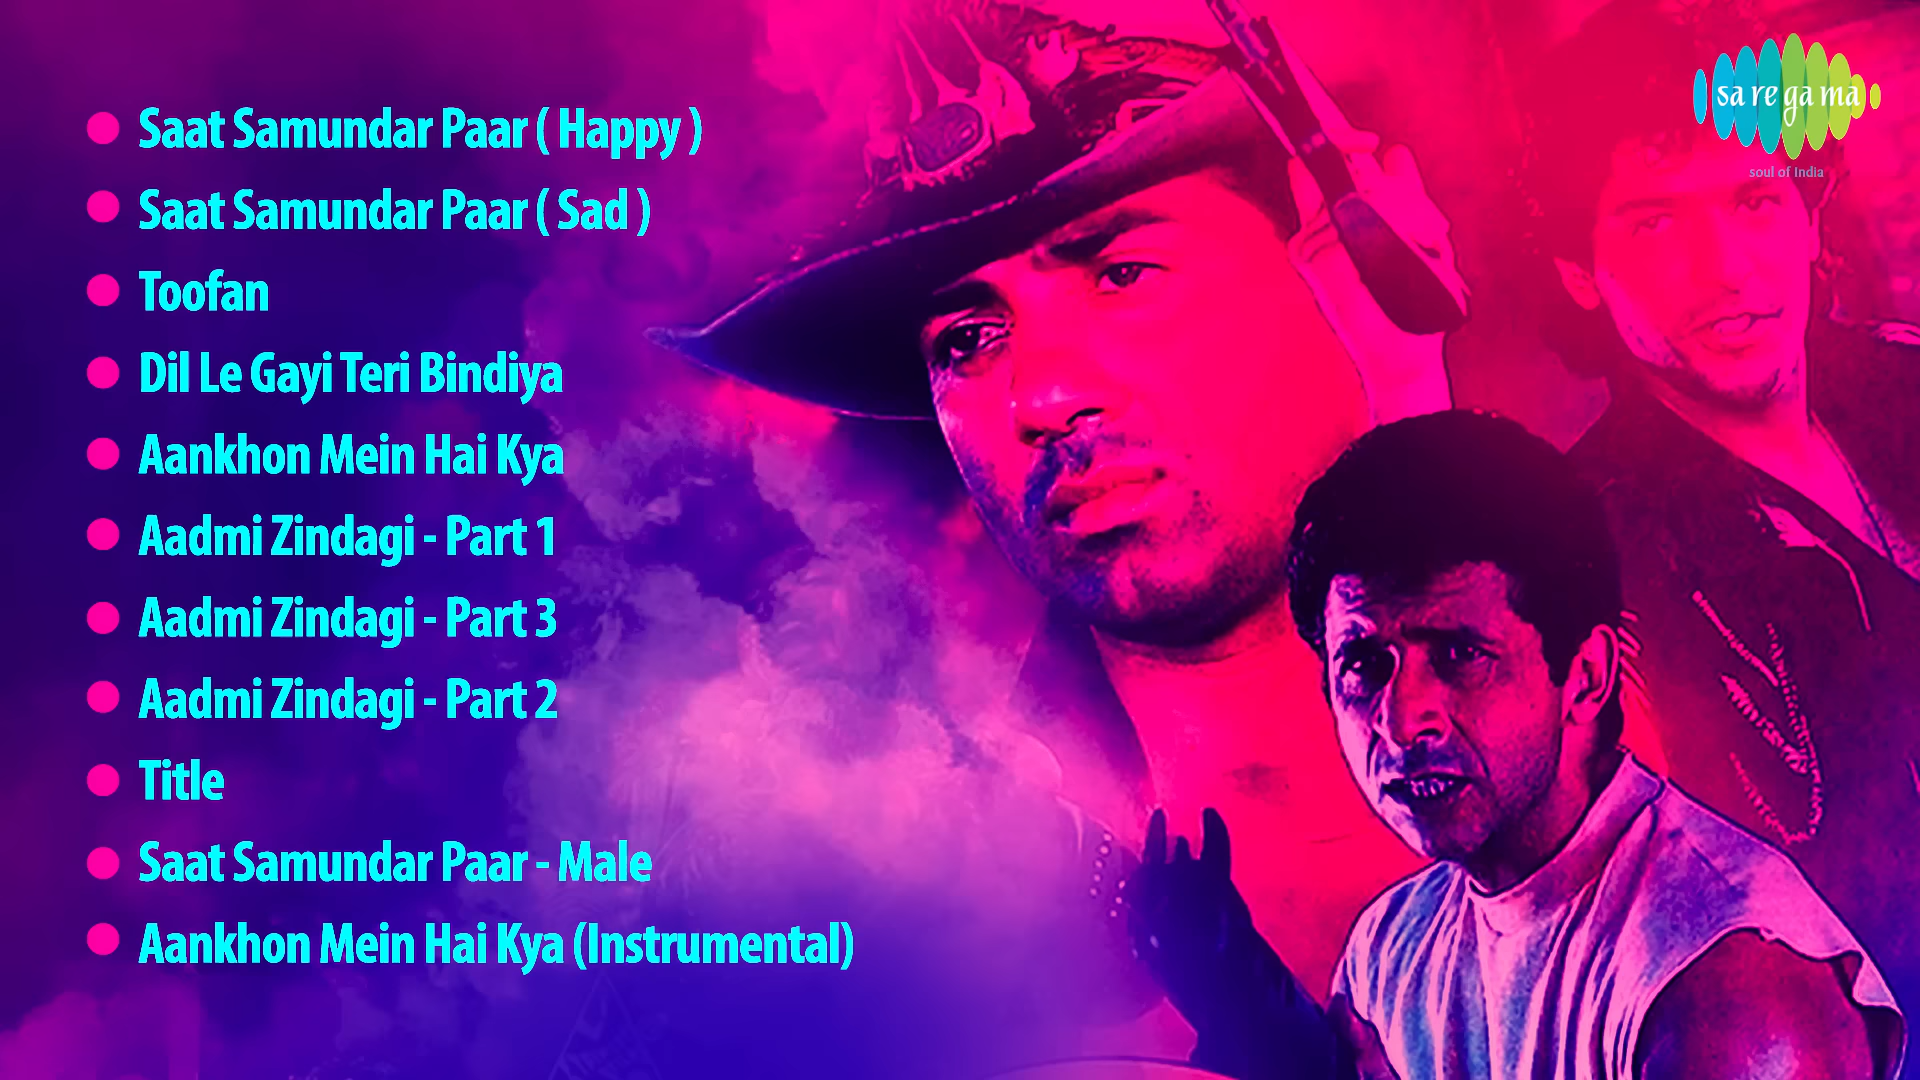 Saat Samundar Paar ( Happy )
Saat Samundar Paar ( Sad )
Toofan
Dil Le Gayi Teri Bindiya
Aankhon Mein Hai Kya
Aadmi Zindagi - Part 1
Aadmi Zindagi - Part 3
Aadmi Zindagi - Part 2
Title
Saat Samundar Paar - Male
Aankhon Mein Hai Kya (Instrumental)
sa re ga ma
soul of India